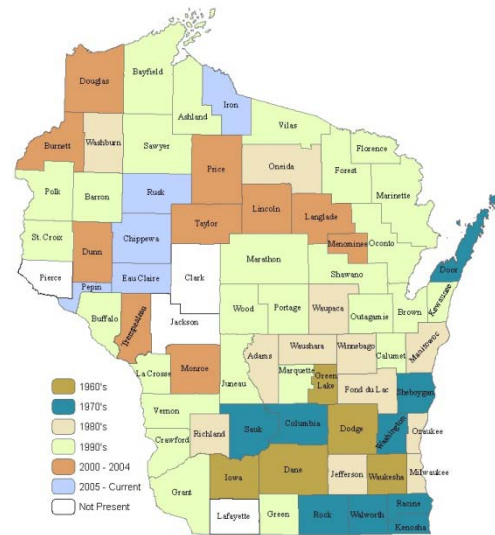 Douglas
Bayfield
Ashland
Iron
Vilas
Burnett
Washburn
Sawyer
Price
Oneida
Forest
Florence
Marinette
Polk
Barron
Rusk
Taylor
Lincoln
Langlade
Menominee
Oconto
Door
St. Croix
Dunn
Chippewa
Clark
Marathon
Shawano
Pierce
Pepin
Eau Claire
Buffalo
Trempealeau
Jackson
Wood
Portage
Waupaca
Outagamie
Brown
Kewaunee
La Crosse
Monroe
Juneau
Adams
Waushara
Winnebago
Calumet
Manitowoc
Marquette
Green
Lake
Fond du Lac
Sheboygan
Vernon
Crawford
Richland
Sauk
Columbia
Dodge
Washington
Ozaukee
Grant
Iowa
Dane
Jefferson
Waukesha
Milwaukee
Lafayette
Green
Rock
Walworth
Racine
Kenosha
1960's
1970's
1980's
1990's
2000 - 2004
2005 - Current
Not Present